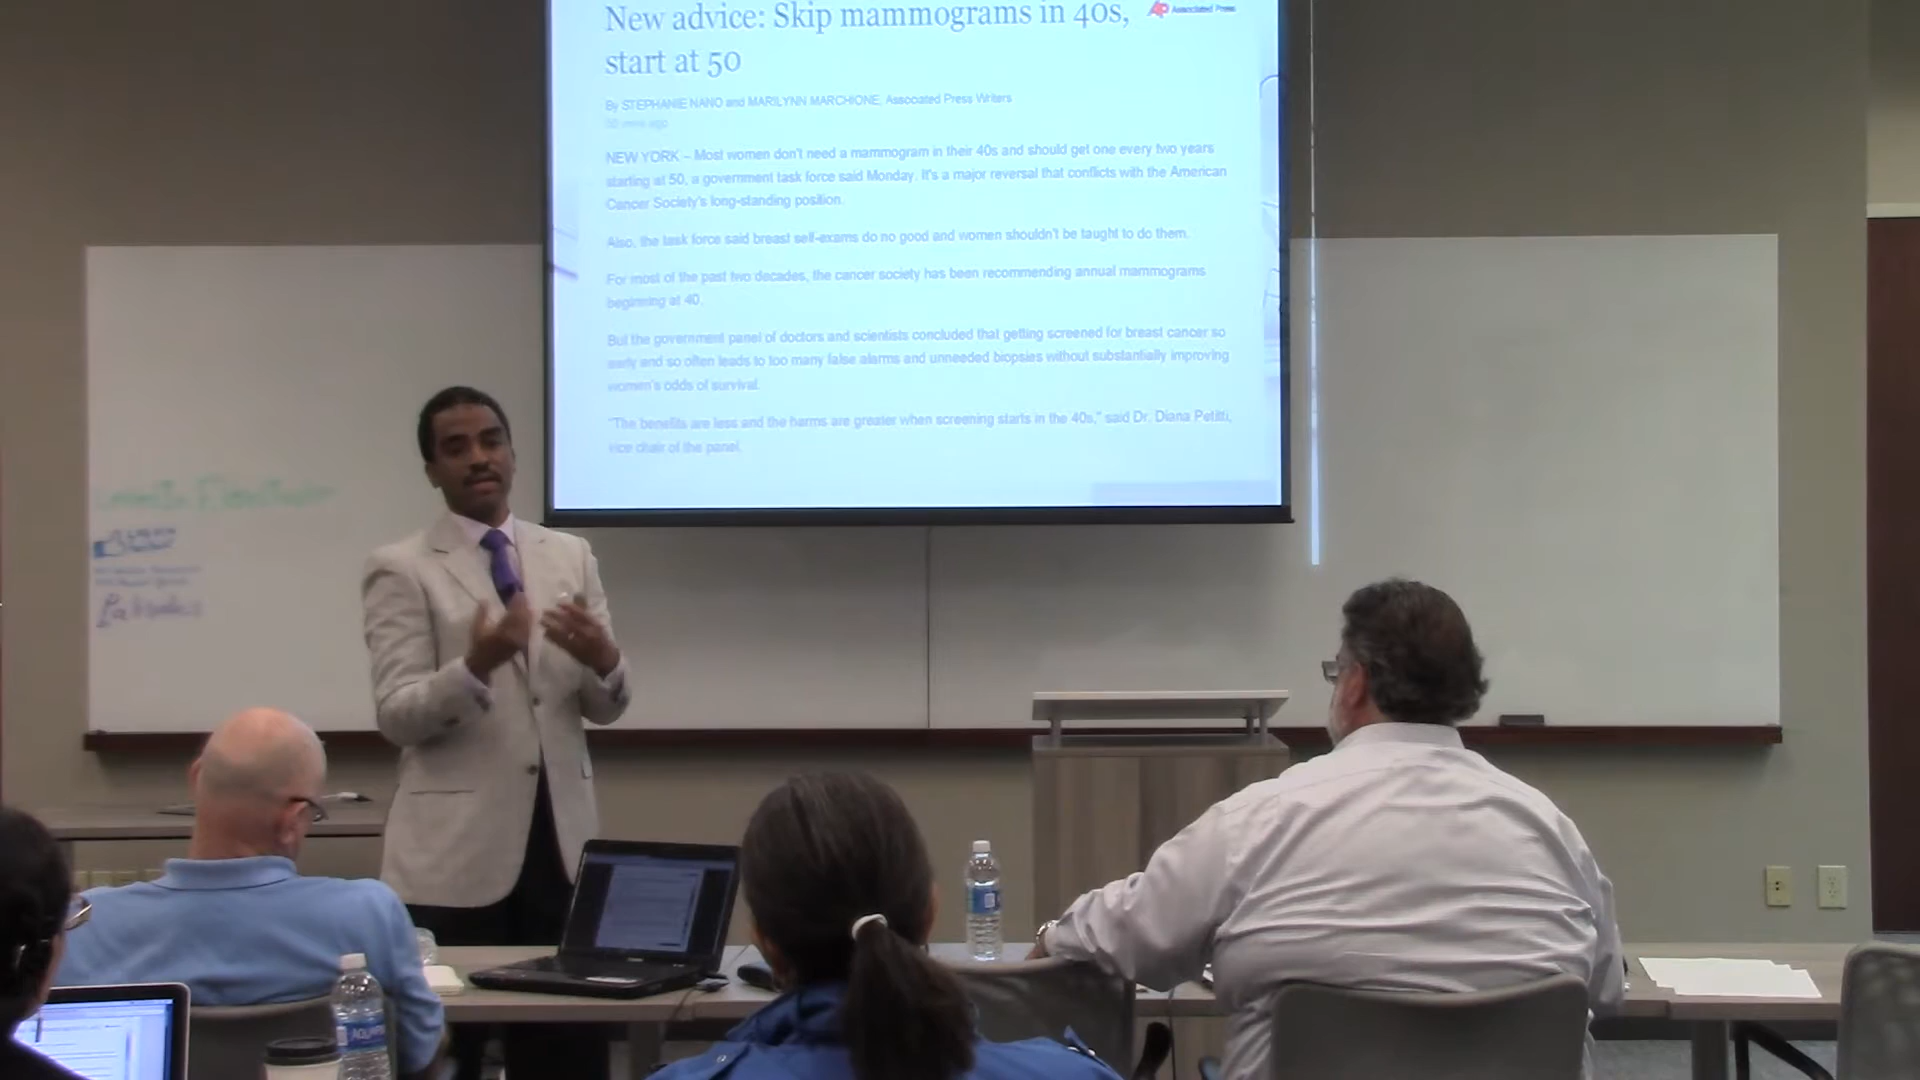 New advice: Skip mammograms in 40s,
start at 50
AP Associated Press
By STEPHANIE NANO and MARILYNN MARCHIONE, Associated Press Writers
mins ago
NEW YORK – Most women don't need a mammogram in their 40s and should get one every two years
starting at 50, a government task force said Monday. It's a major reversal that conflicts with the American
Cancer Society's long-standing position.
Also, the task force said breast self-exams do no good and women shouldn't be taught to do them.
For most of the past two decades, the cancer society has been recommending annual mammograms
beginning at 40.
But the government panel of doctors and scientists concluded that getting screened for breast cancer so
early and so often leads to too many false alarms and unneeded biopsies without substantially improving
women's odds of survival.
"The benefits are less and the harms are greater when screening starts in the 40s," said Dr. Diana Petitti,
vice chair of the panel.